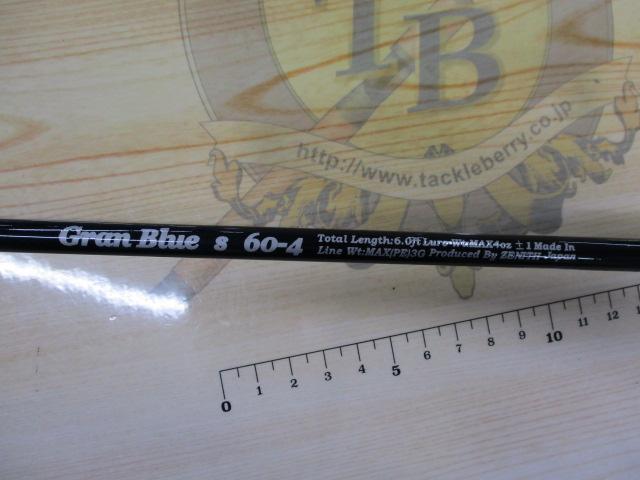 TB
http://www.tackleberry.co.jp
Gran Blue s 60-4
Total Length:6.0ft Lure Wt:MAX4oz ±1 Made In
Line Wt:MAX(PE)3G Produced By ZENITH Japan
0 1 2 3 4 5 6 7 8 9 10 11 12